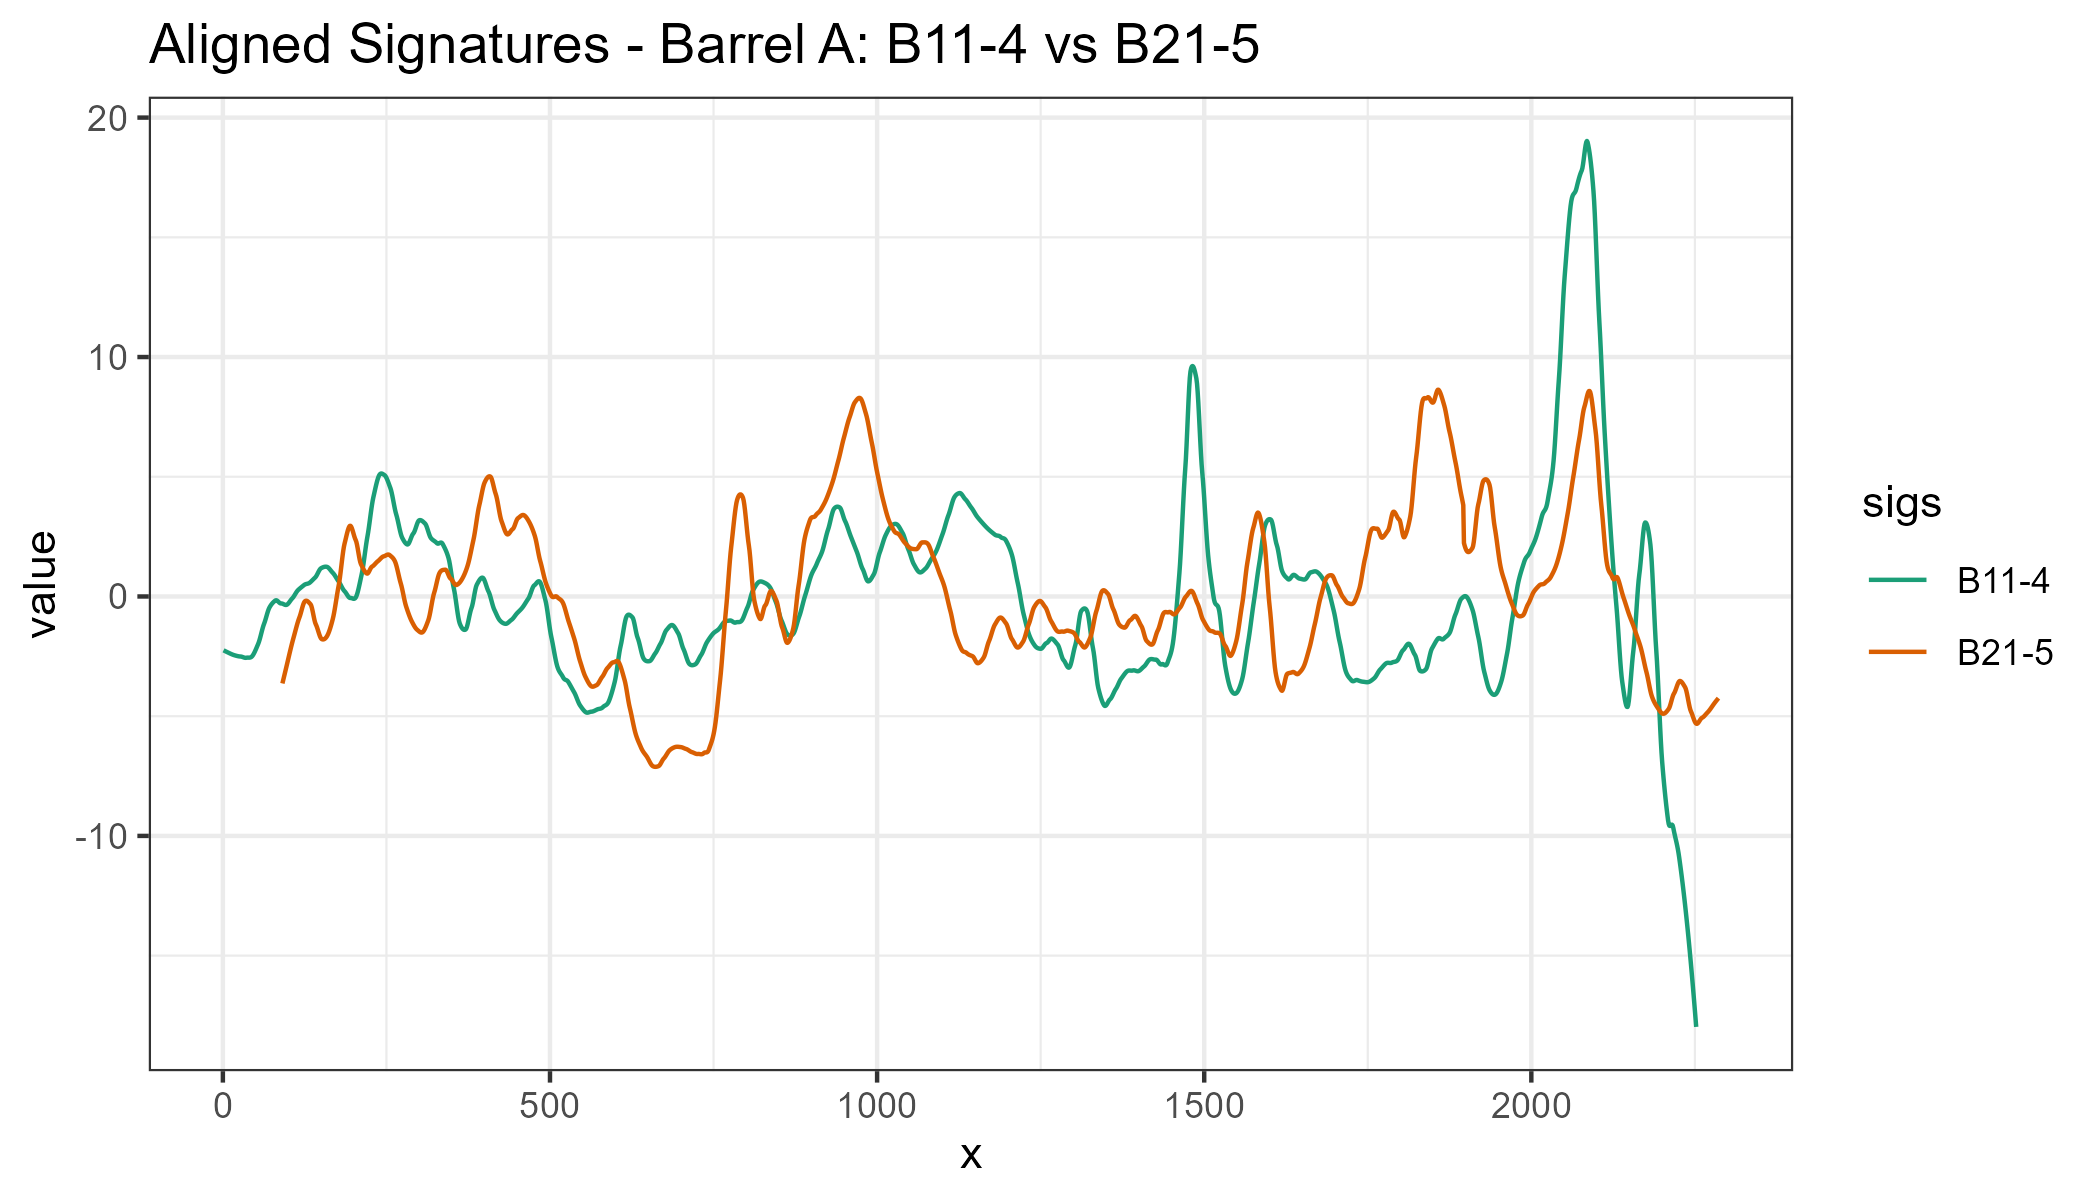 Aligned Signatures - Barrel A: B11-4 vs B21-5
20
10
0
-10
value
0 500 1000 1500 2000
x
sigs
B11-4
B21-5